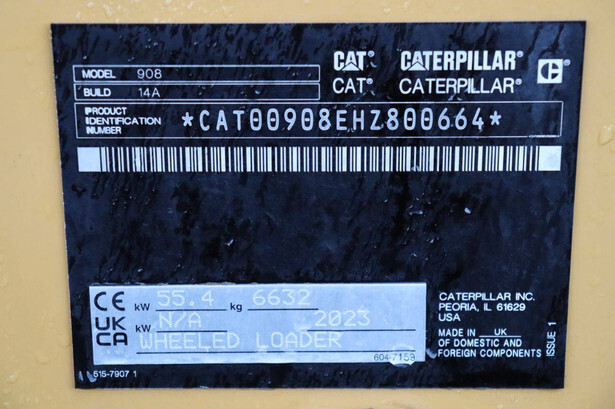 CAT® CATERPILLAR®
CAT® CATERPILLAR®
MODEL 908
BUILD 14A
PRODUCT IDENTIFICATION NUMBER *CAT00908EHZ800664*
CE kW 55.4 kg 6632
UKCA kW N/A 2023
WHEELED LOADER
604-7159
515-7907 1
CATERPILLAR INC.
PEORIA, IL 61629
USA
MADE IN UK
OF DOMESTIC AND
FOREIGN COMPONENTS
ISSUE 1